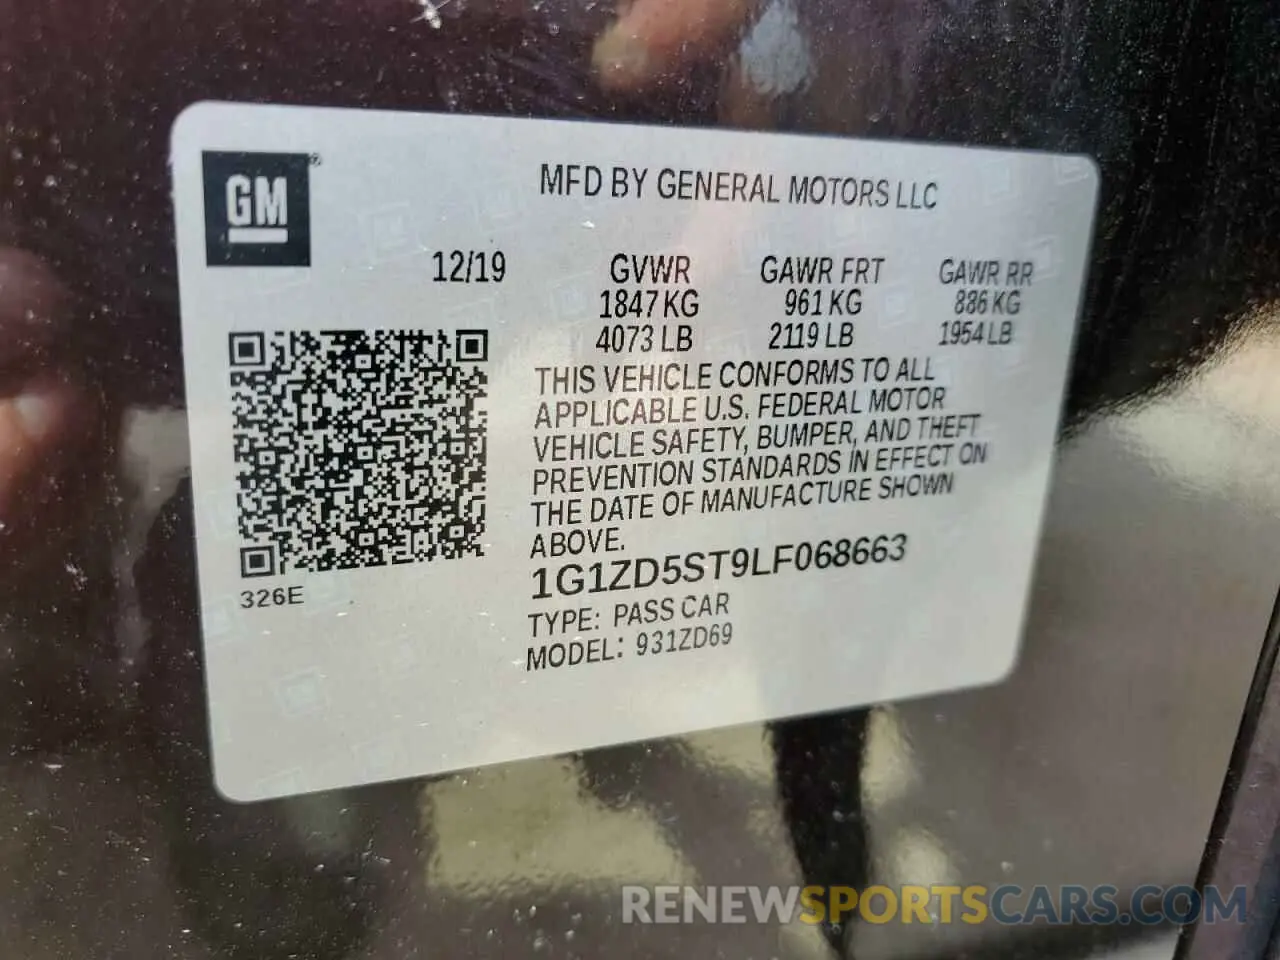 GM®
MFD BY GENERAL MOTORS LLC
12/19 GVWR GAWR FRT GAWR RR
1847 KG 961 KG 886 KG
4073 LB 2119 LB 1954 LB
THIS VEHICLE CONFORMS TO ALL
APPLICABLE U.S. FEDERAL MOTOR
VEHICLE SAFETY, BUMPER, AND THEFT
PREVENTION STANDARDS IN EFFECT ON
THE DATE OF MANUFACTURE SHOWN
ABOVE.
1G1ZD5ST9LF068663
326E
TYPE: PASS CAR
MODEL: 931ZD69
RENEWSPORTSCARS.COM